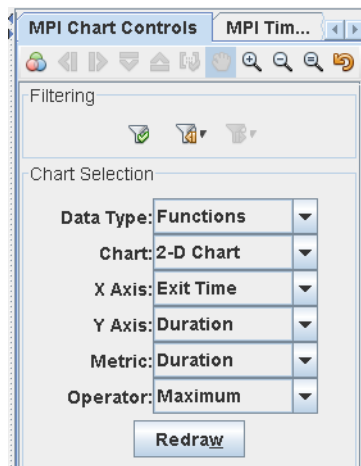 MPI Chart Controls MPI Tim...
Filtering
Chart Selection
Data Type: Functions
Chart: 2-D Chart
X Axis: Exit Time
Y Axis: Duration
Metric: Duration
Operator: Maximum
Redraw